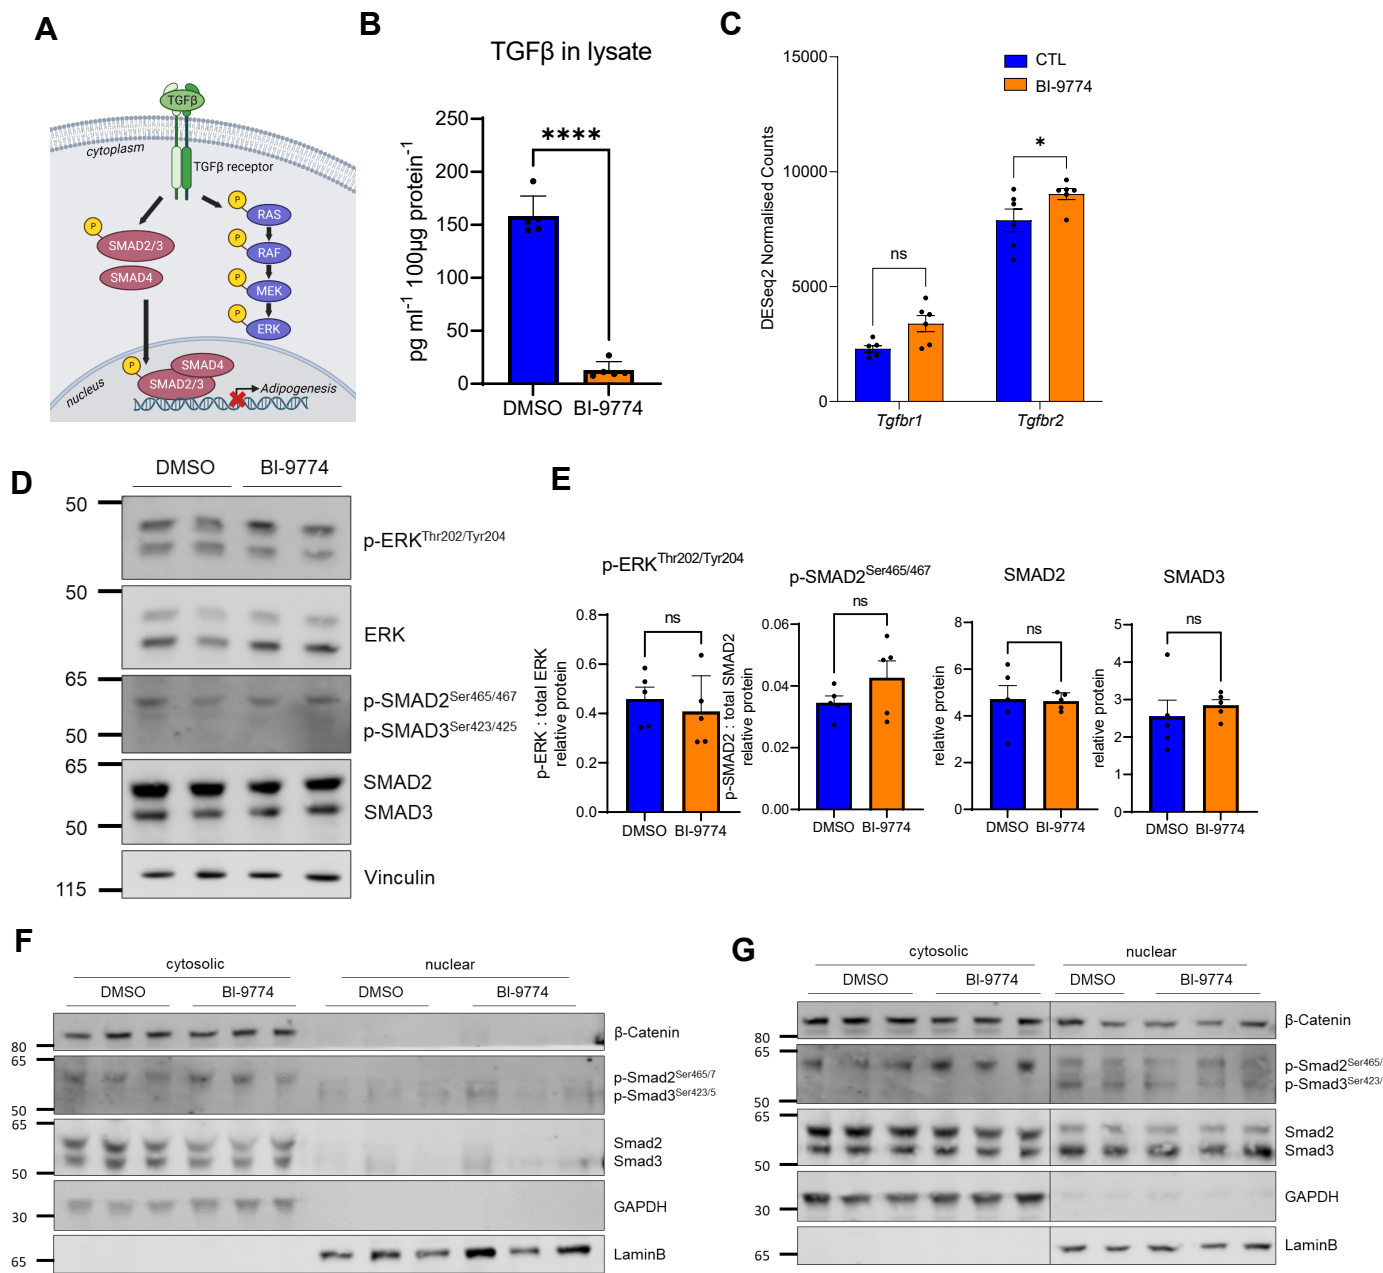 A
TGFβ
cytoplasm
TGFβ receptor
P
P
RAS
SMAD2/3
P
RAF
SMAD4
P
MEK
P
ERK
P
SMAD4
SMAD2/3
nucleus
Adipogenesis
B
TGFβ in lysate
pg ml-1 100µg protein-1
250
200
150
100
50
0
****
DMSO BI-9774
C
CTL
BI-9774
DESeq2 Normalised Counts
15000
10000
5000
0
ns
*
Tgfbr1 Tgfbr2
D
DMSO BI-9774
50
p-ERKThr202/Tyr204
50
ERK
65
p-SMAD2Ser465/467
p-SMAD3Ser423/425
50
65
SMAD2
SMAD3
50
Vinculin
115
E
p-ERKThr202/Tyr204
p-ERK : total ERK
relative protein
0.8
0.6
0.4
0.2
0.0
ns
DMSO BI-9774
p-SMAD2Ser465/467
p-SMAD2 : total SMAD2
relative protein
0.06
0.04
0.02
0.00
ns
DMSO BI-9774
SMAD2
relative protein
8
6
4
2
0
ns
DMSO BI-9774
SMAD3
relative protein
5
4
3
2
1
0
ns
DMSO BI-9774
F
cytosolic nuclear
DMSO BI-9774 DMSO BI-9774
β-Catenin
80
65
p-Smad2Ser465/7
p-Smad3Ser423/5
50
65
Smad2
Smad3
50
GAPDH
30
LaminB
65
G
cytosolic nuclear
DMSO BI-9774 DMSO BI-9774
β-Catenin
80
65
p-Smad2Ser465/
p-Smad3Ser423/
50
65
Smad2
Smad3
50
GAPDH
30
LaminB
65